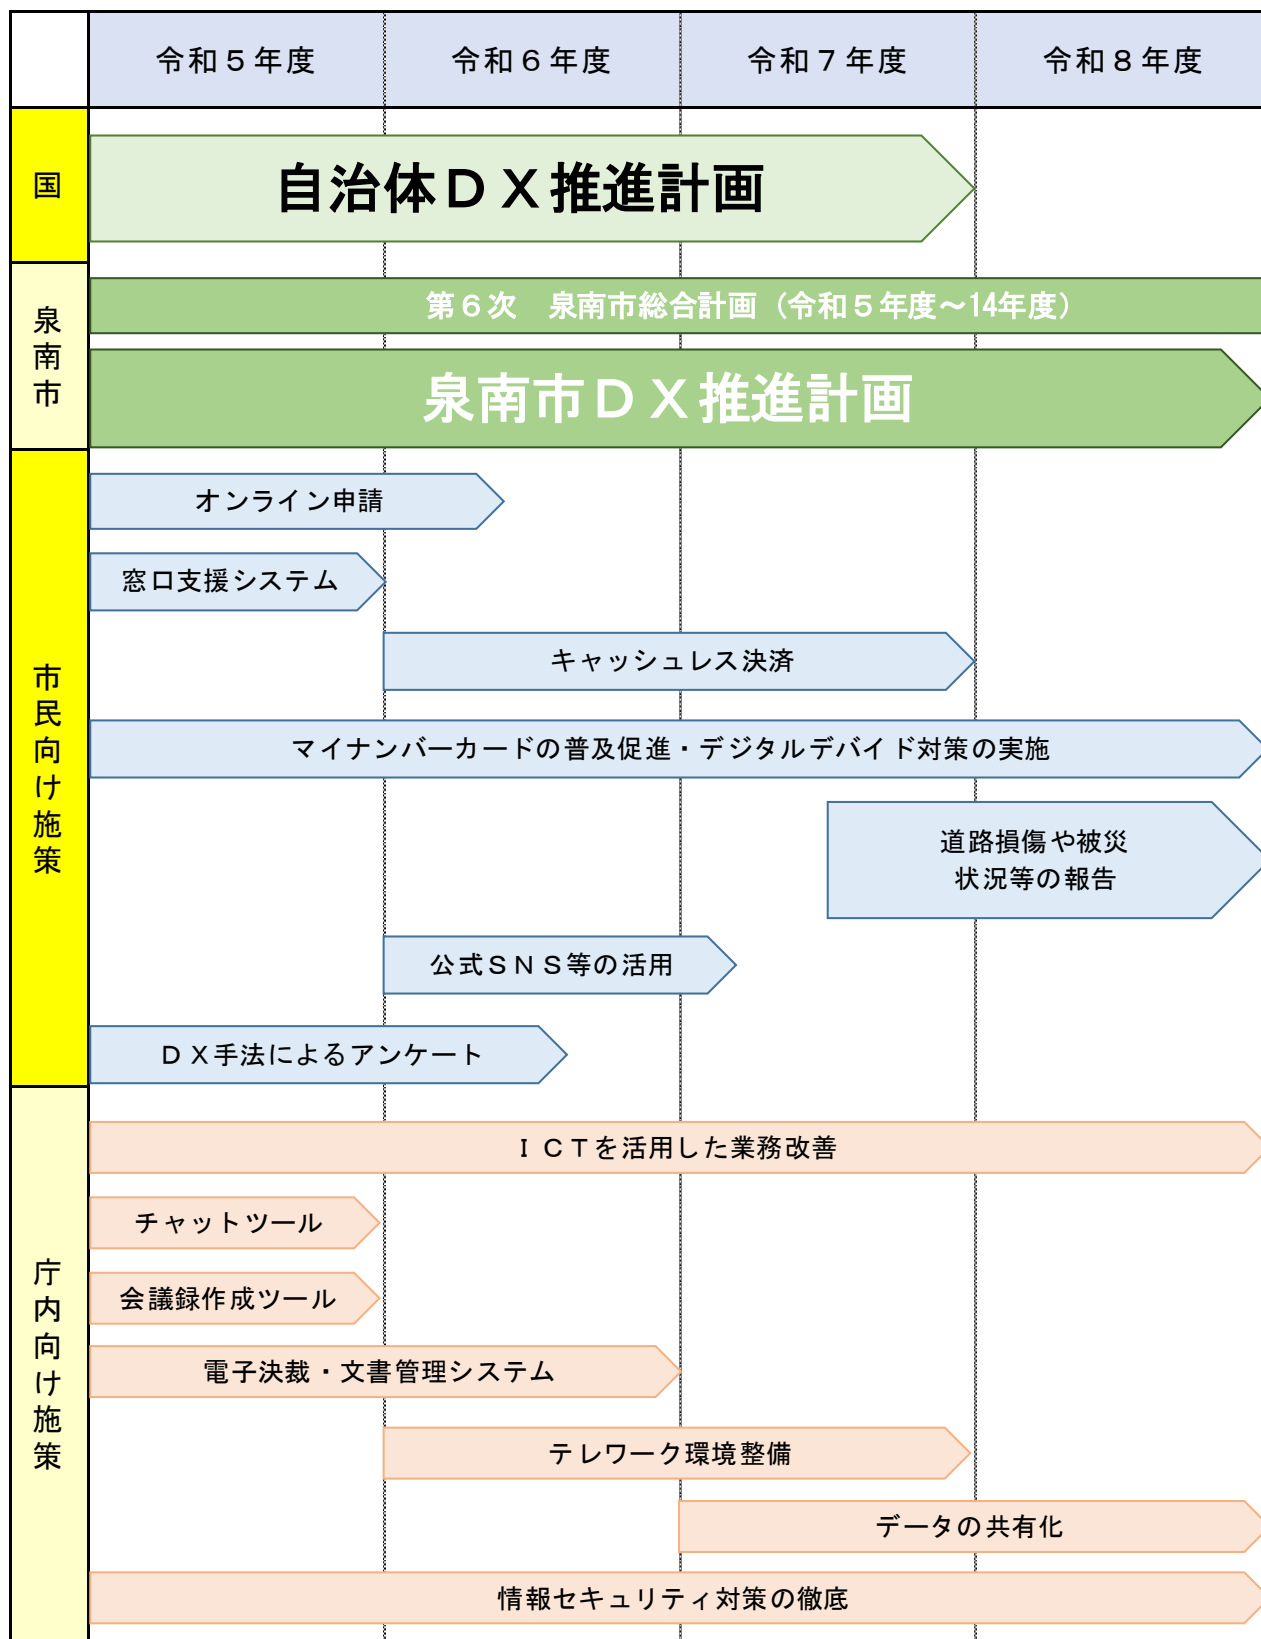 令和５年度
令和６年度
令和７年度
令和８年度
国
自治体ＤＸ推進計画
泉南市
第６次　泉南市総合計画（令和５年度～14年度）
泉南市ＤＸ推進計画
市民向け施策
オンライン申請
窓口支援システム
キャッシュレス決済
マイナンバーカードの普及促進・デジタルデバイド対策の実施
道路損傷や被災
状況等の報告
公式ＳＮＳ等の活用
ＤＸ手法によるアンケート
庁内向け施策
ＩＣＴを活用した業務改善
チャットツール
会議録作成ツール
電子決裁・文書管理システム
テレワーク環境整備
データの共有化
情報セキュリティ対策の徹底